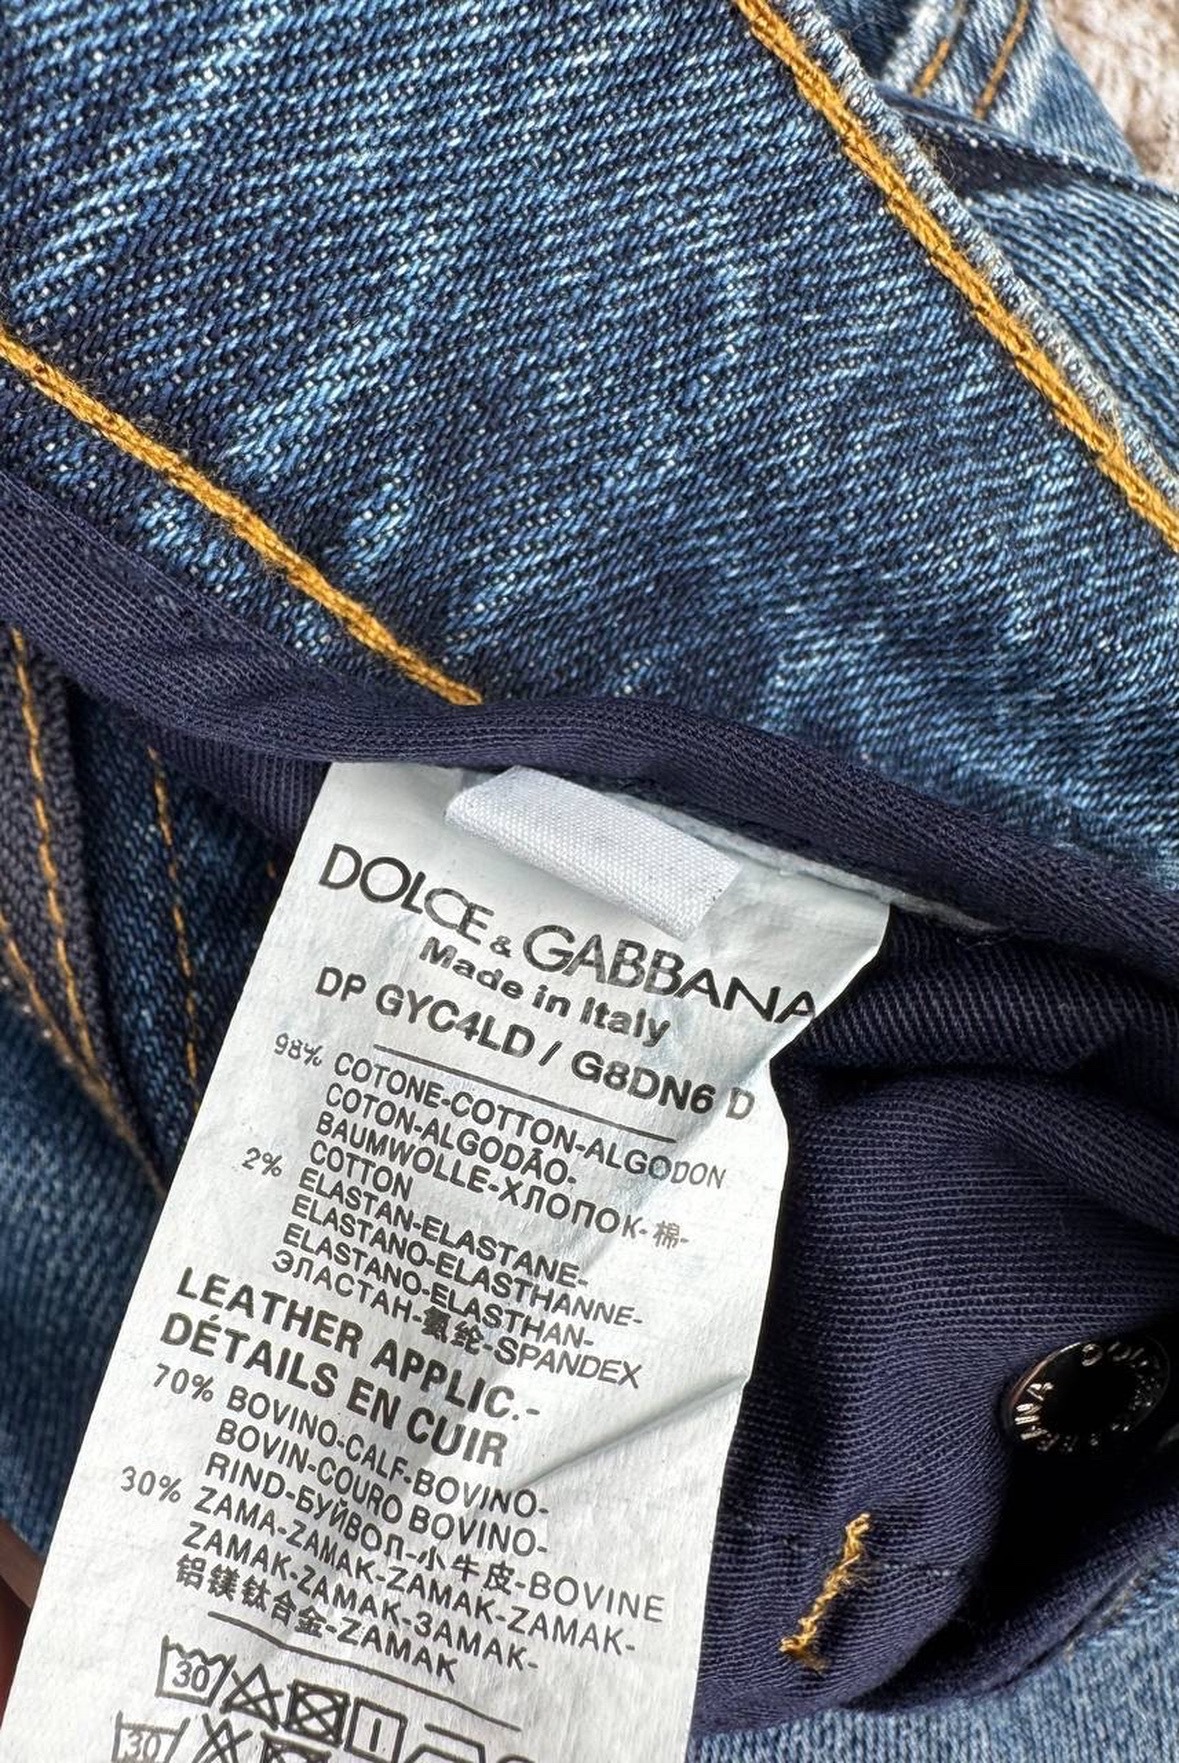 DOLCE & GABBANA
Made in Italy
DP GYC4LD / G8DN6 D
98% COTONE-COTTON-ALGODON
COTON-ALGODÃO-
BAUMWOLLE-ХЛОПОК-棉-
COTTON
2% ELASTAN-ELASTANE-
ELASTANO-ELASTHANNE-
ELASTANO-ELASTHAN-
ЭЛАСТАН-氨纶-SPANDEX
LEATHER APPLIC.-
DÉTAILS EN CUIR
70% BOVINO-CALF-BOVINO-
BOVIN-COURO BOVINO-
RIND-БУЙВОЛ-小牛皮-BOVINE
30% ZAMA-ZAMAK-ZAMAK-ZAMAK-
ZAMAK-ZAMAK-ЗАМАК-
铝镁钛合金-ZAMAK
30
30